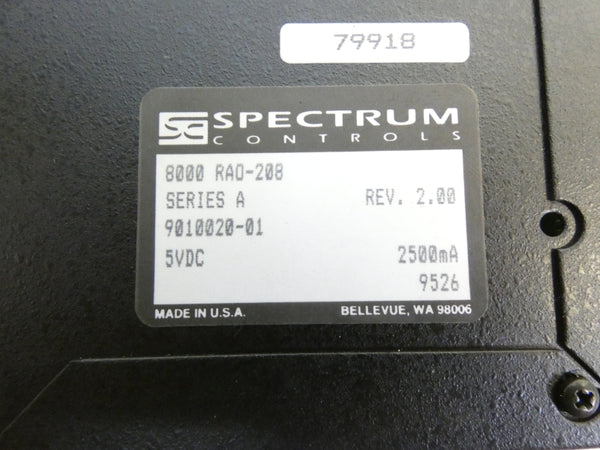 79918
SC SPECTRUM
CONTROLS
8000 RAO-208
SERIES A REV. 2.00
9010020-01
5VDC 2500mA
9526
MADE IN U.S.A. BELLEVUE, WA 98006